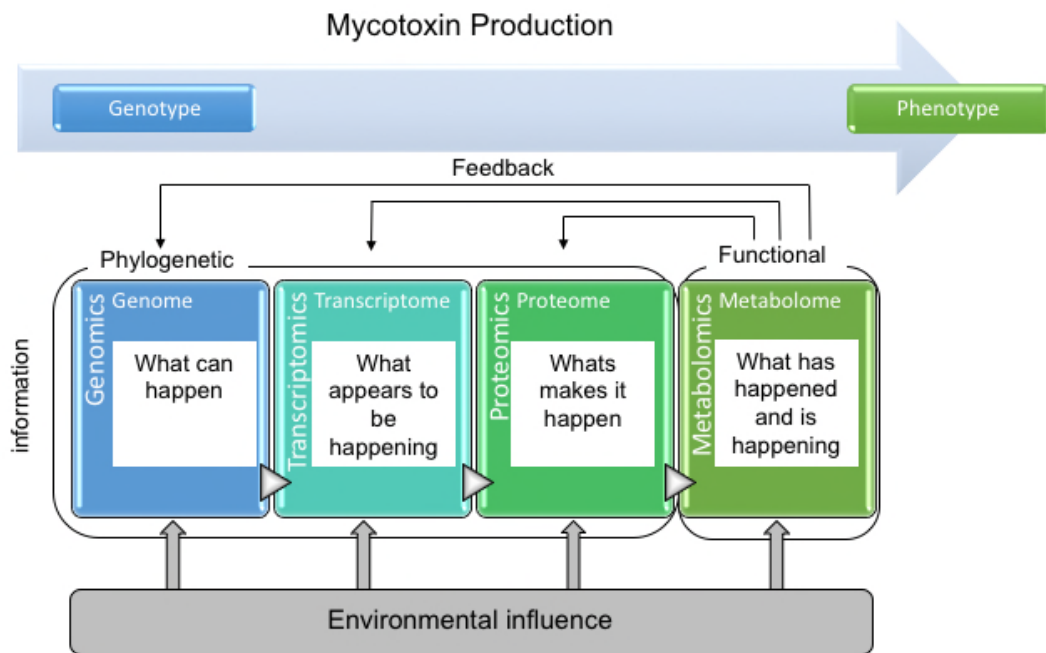 Mycotoxin Production
Genotype
Phenotype
Feedback
Phylogenetic
Functional
information
Genomics
Genome
What can
happen
Transcriptomics
Transcriptome
What
appears to
be
happening
Proteomics
Proteome
Whats
makes it
happen
Metabolomics
Metabolome
What has
happened
and is
happening
Environmental influence